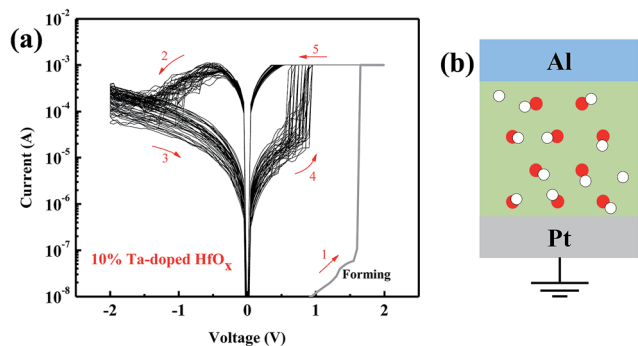 (a)
10⁻²
10⁻³
10⁻⁴
10⁻⁵
10⁻⁶
10⁻⁷
10⁻⁸
Current (A)
2
5
3
4
1
Forming
10% Ta-doped HfOₓ
-2
-1
0
1
2
Voltage (V)
(b)
Al
Pt